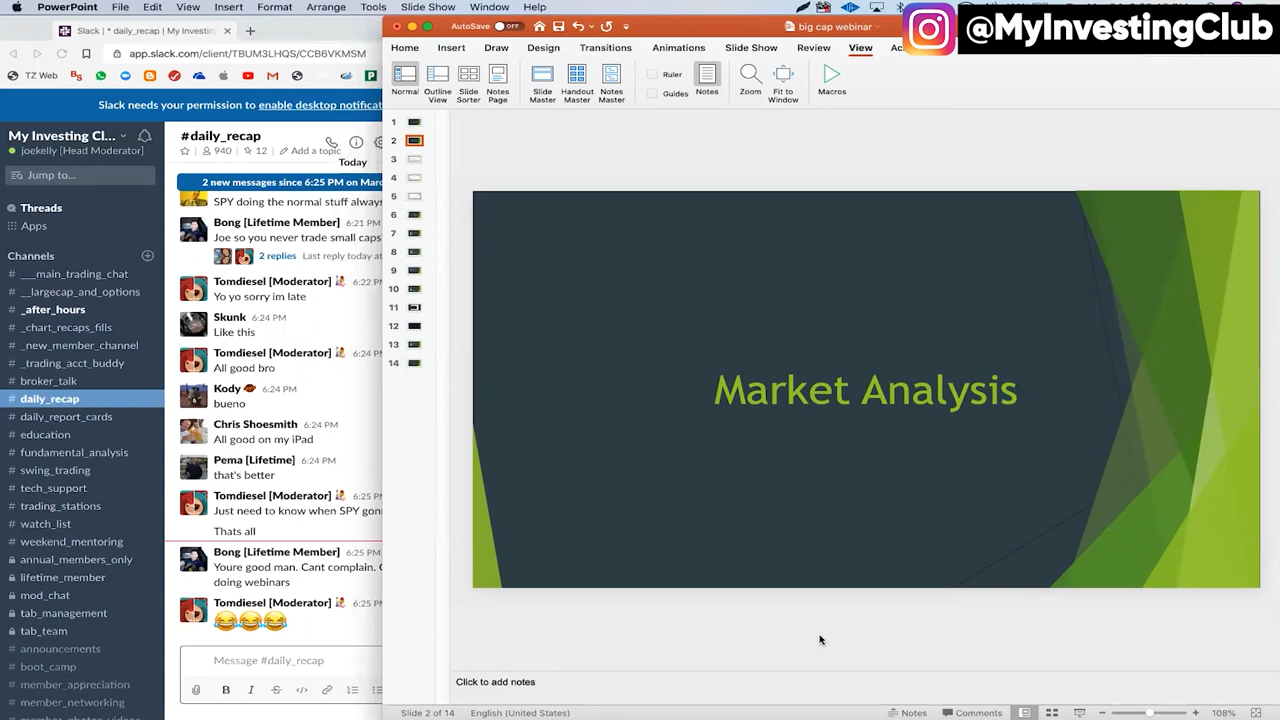 PowerPoint File Edit View Insert Format Arrange Tools Slide Show Window Help
@MyInvestingClub
Slack | * daily_recap | My Investing C
AutoSave OFF
big cap webinar
app.slack.com/client/TBUM3LHQS/CCB6VKMSM
Home Insert Draw Design Transitions Animations Slide Show Review View
TZ Web
Slack needs your permission to enable desktop notificat
Normal
Outline View
Slide Sorter
Notes Page
Slide Master
Handout Master
Notes Master
Ruler
Guides
Notes
Zoom
Fit to Window
Macros
My Investing Cl...
joekelly [Head Moderator]
Jump to...
Threads
Apps
Channels
__main_trading_chat
__largecap_and_options
_after_hours
_chart_recaps_fills
_new_member_channel
_trading_acct_buddy
broker_talk
daily_recap
daily_report_cards
education
fundamental_analysis
swing_trading
tech_support
trading_stations
watch_list
weekend_mentoring
annual_members_only
lifetime_member
mod_chat
tab_management
tab_team
announcements
boot_camp
member_appreciation
member_networking
#daily_recap
940 12 Add a topic
Today
2 new messages since 6:25 PM on Marc
SPY doing the normal stuff always
Bong [Lifetime Member] 6:21 PM
Joe so you never trade small caps
2 replies Last reply today at
Tomdiesel [Moderator] 6:22 PM
Yo yo sorry im late
Skunk 6:24 PM
Like this
Tomdiesel [Moderator] 6:24 P
All good bro
Kody 6:24 PM
bueno
Chris Shoesmith 6:24 PM
All good on my iPad
Pema [Lifetime] 6:24 PM
that's better
Tomdiesel [Moderator] 6:25 P
Just need to know when SPY gon
Thats all
Bong [Lifetime Member] 6:25 PM
Youre good man. Cant complain.
doing webinars
Tomdiesel [Moderator] 6:25 P
Message #daily_recap
1
2
3
4
5
6
7
8
9
10
11
12
13
14
Market Analysis
Click to add notes
Slide 2 of 14 English (United States) Notes Comments 108%